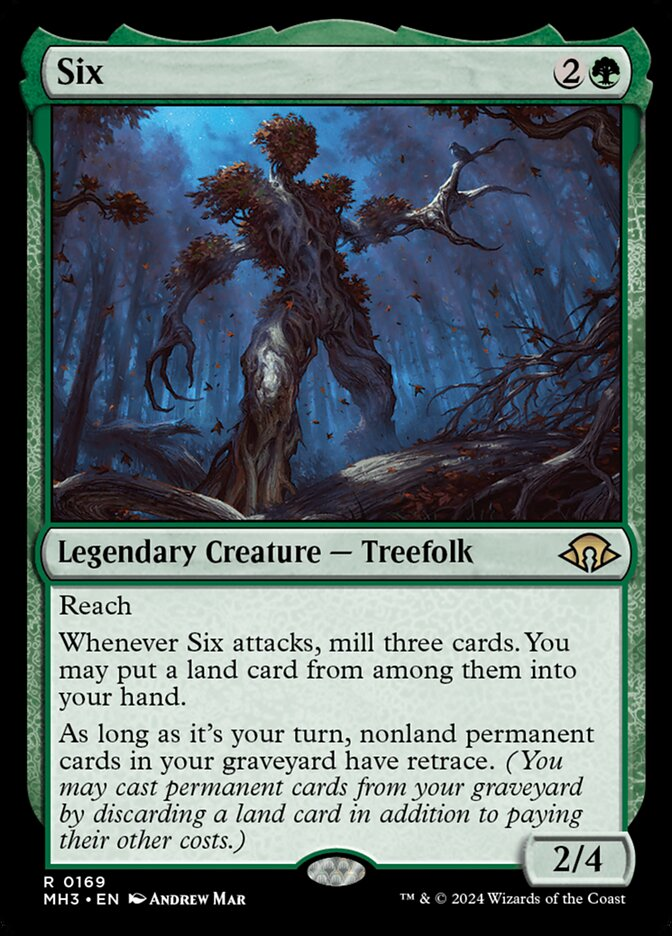 Six 2
Legendary Creature — Treefolk
Reach
Whenever Six attacks, mill three cards. You
may put a land card from among them into
your hand.
As long as it's your turn, nonland permanent
cards in your graveyard have retrace. (You
may cast permanent cards from your graveyard
by discarding a land card in addition to paying
their other costs.)
2/4
R 0169
MH3 • EN Andrew Mar
™ & © 2024 Wizards of the Coast